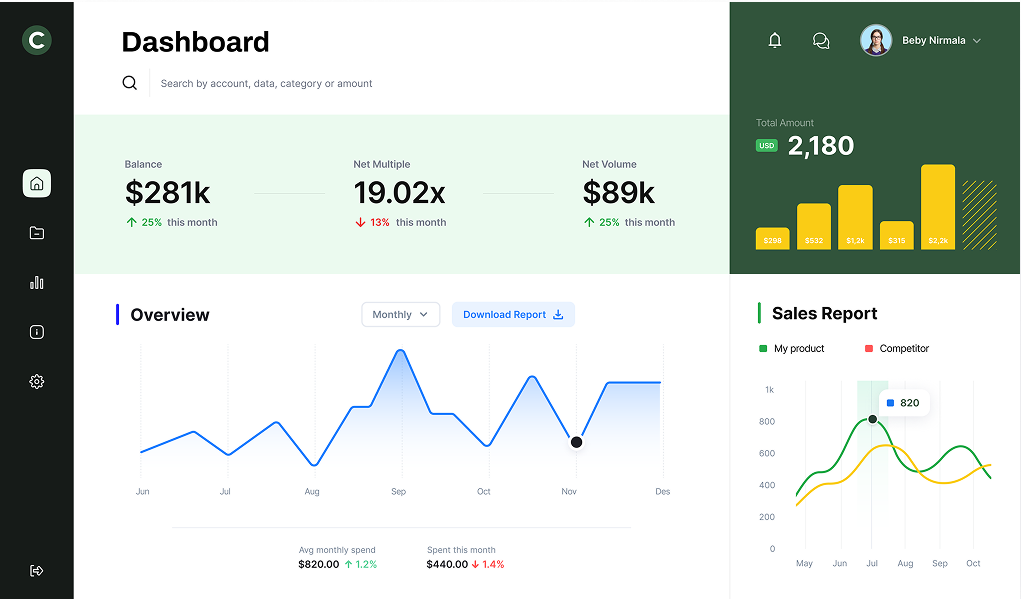 C
Dashboard
Search by account, data, category or amount
Beby Nirmala
Balance
$281k
25% this month
Net Multiple
19.02x
13% this month
Net Volume
$89k
25% this month
Total Amount
USD 2,180
$298 $532 $1,2k $315 $2,2k
Overview
Monthly
Download Report
Jun Jul Aug Sep Oct Nov Des
Avg monthly spend
$820.00 1.2%
Spent this month
$440.00 1.4%
Sales Report
My product Competitor
820
1k
800
600
400
200
0
May Jun Jul Aug Sep Oct